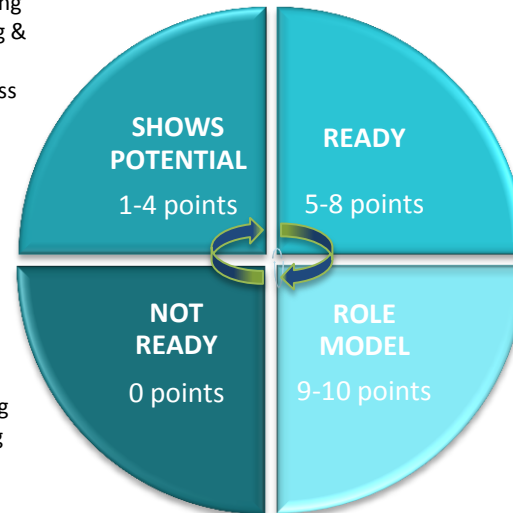 SHOWS
POTENTIAL
1-4 points
READY
5-8 points
NOT
READY
0 points
ROLE
MODEL
9-10 points